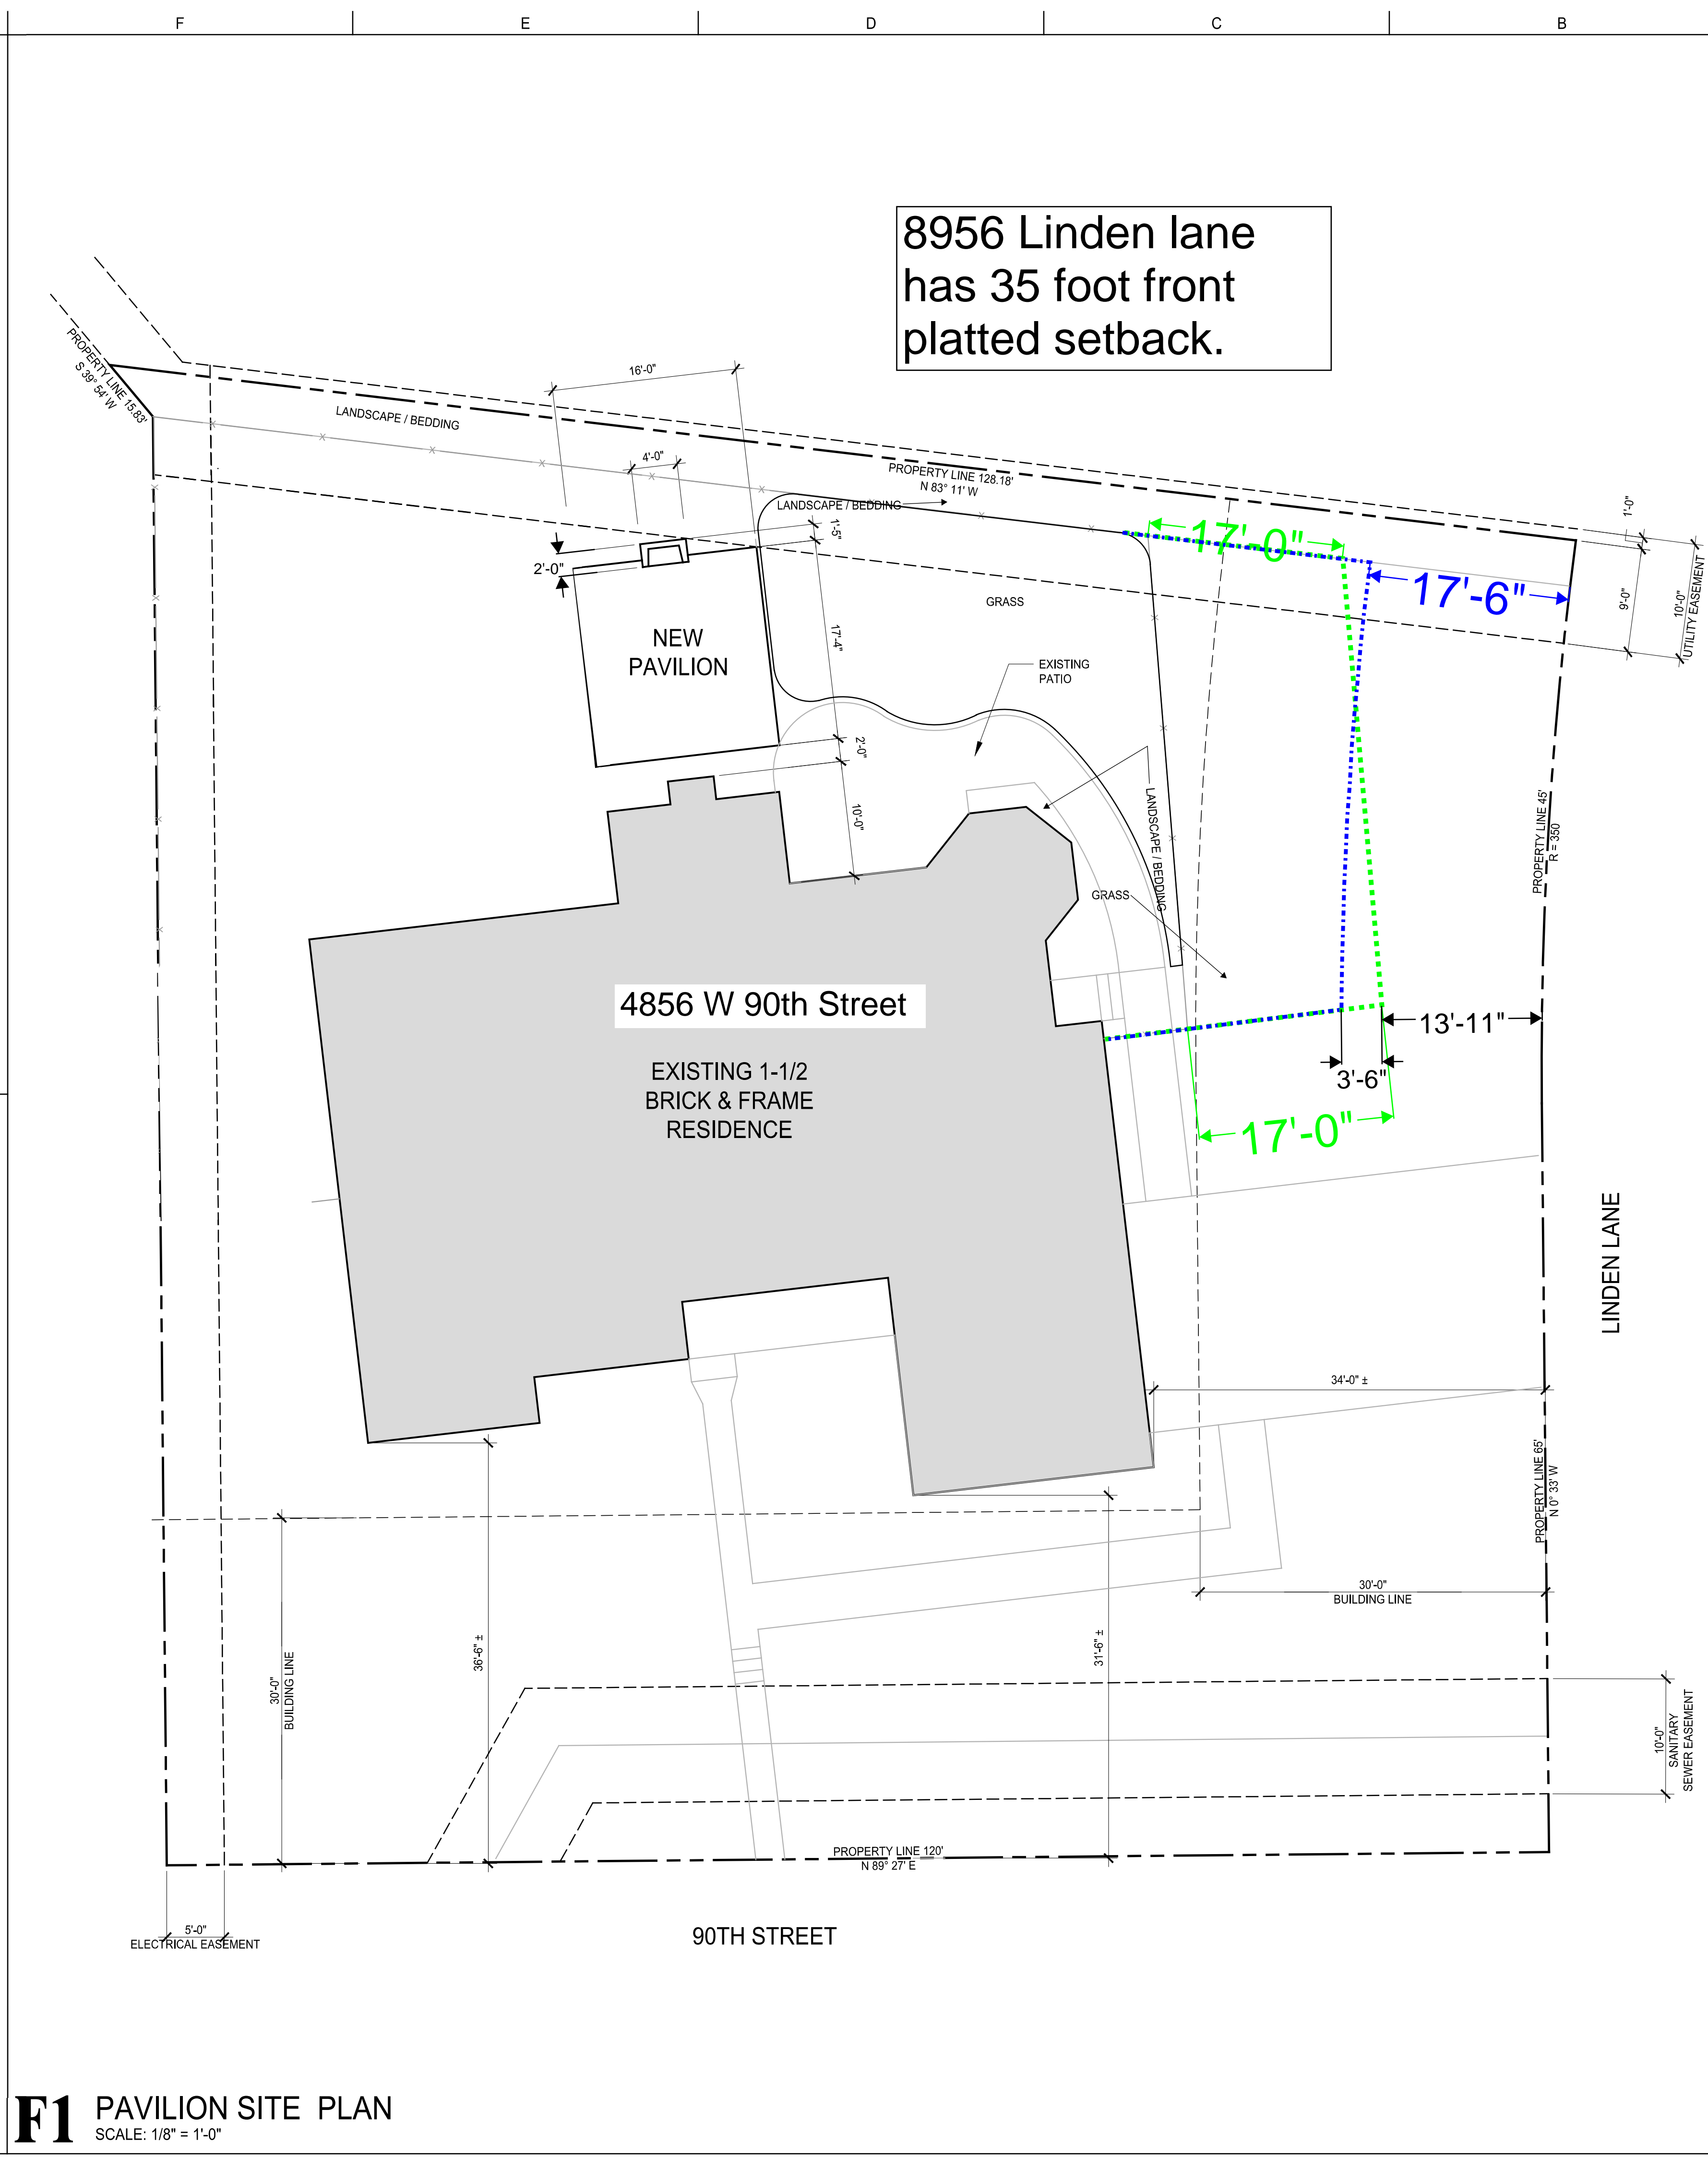 F E D C B
8956 Linden lane
has 35 foot front
platted setback.
PROPERTY LINE 15.83'
S 39° 54' W
LANDSCAPE / BEDDING
16'-0"
4'-0"
PROPERTY LINE 128.18'
N 83° 11' W
LANDSCAPE / BEDDING
1'-5"
2'-0"
17'-0"
17'-6"
1'-0"
9'-0"
10'-0"
UTILITY EASEMENT
GRASS
NEW
PAVILION
17'-4"
EXISTING
PATIO
2'-0"
10'-0"
LANDSCAPE / BEDDING
GRASS
PROPERTY LINE 45'
R = 350
4856 W 90th Street
EXISTING 1-1/2
BRICK & FRAME
RESIDENCE
13'-11"
3'-6"
17'-0"
LINDEN LANE
34'-0" ±
PROPERTY LINE 65'
N 0° 33' W
30'-0"
BUILDING LINE
36'-6" ±
31'-6" ±
30'-0"
BUILDING LINE
10'-0"
SANITARY
SEWER EASEMENT
PROPERTY LINE 120'
N 89° 27' E
5'-0"
ELECTRICAL EASEMENT
90TH STREET
F1 PAVILION SITE PLAN
SCALE: 1/8" = 1'-0"